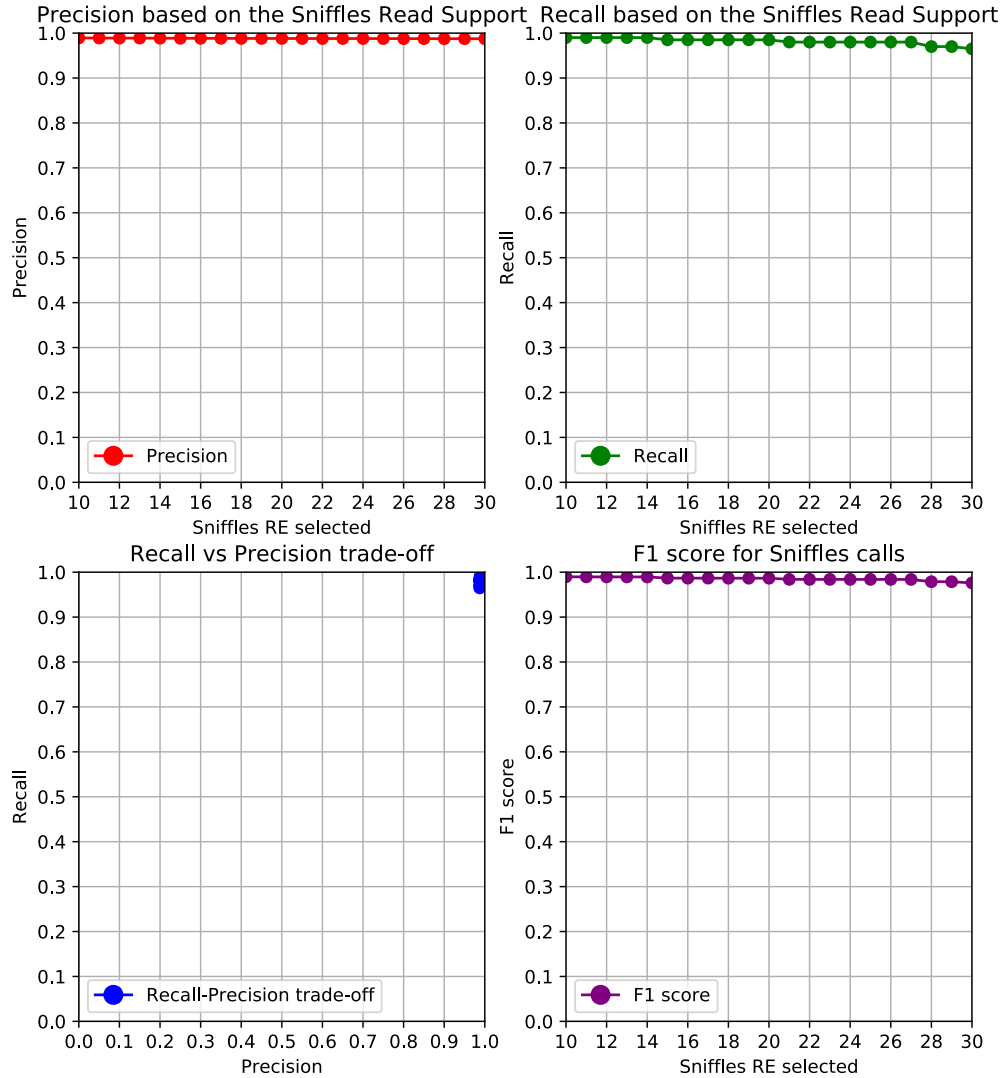 Precision based on the Sniffles Read Support
1.0
0.9
0.8
0.7
0.6
0.5
0.4
0.3
0.2
0.1
0.0
Precision
Precision
10 12 14 16 18 20 22 24 26 28 30
Sniffles RE selected
Recall based on the Sniffles Read Support
1.0
0.9
0.8
0.7
0.6
0.5
0.4
0.3
0.2
0.1
0.0
Recall
Recall
10 12 14 16 18 20 22 24 26 28 30
Sniffles RE selected
Recall vs Precision trade-off
1.0
0.9
0.8
0.7
0.6
0.5
0.4
0.3
0.2
0.1
0.0
Recall
Recall-Precision trade-off
0.0 0.1 0.2 0.3 0.4 0.5 0.6 0.7 0.8 0.9 1.0
Precision
F1 score for Sniffles calls
1.0
0.9
0.8
0.7
0.6
0.5
0.4
0.3
0.2
0.1
0.0
F1 score
F1 score
10 12 14 16 18 20 22 24 26 28 30
Sniffles RE selected